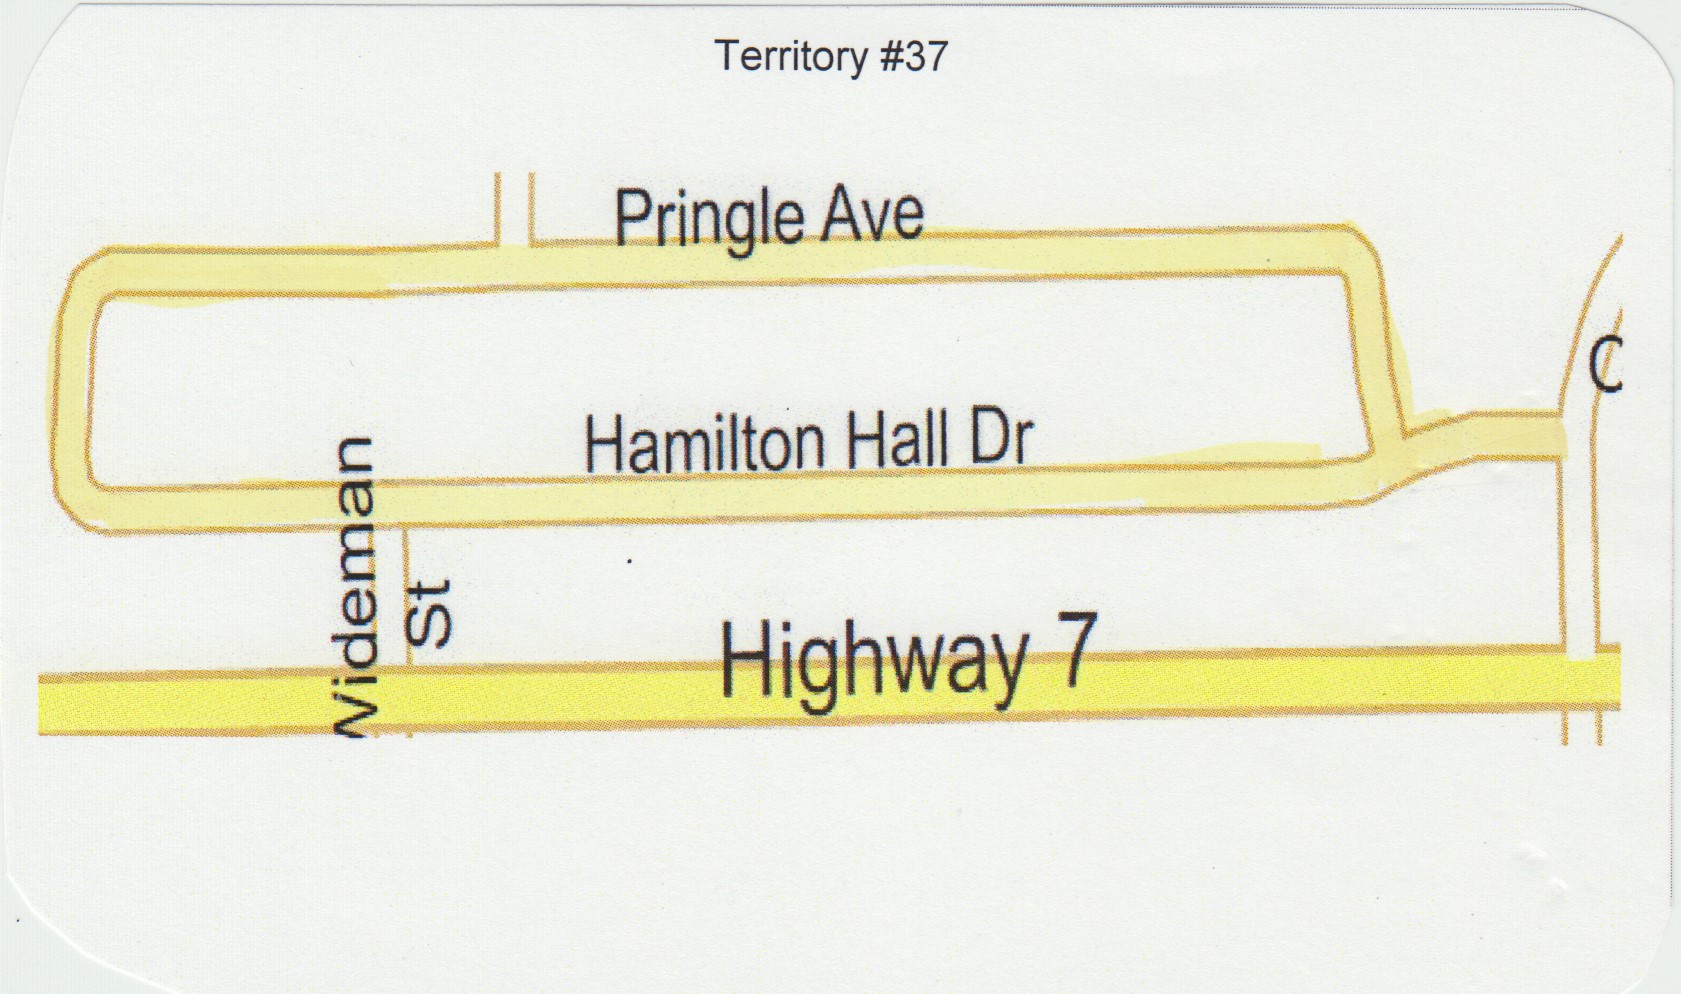 Territory #37
Pringle Ave
C
Hamilton Hall Dr
Wideman
St
Highway 7